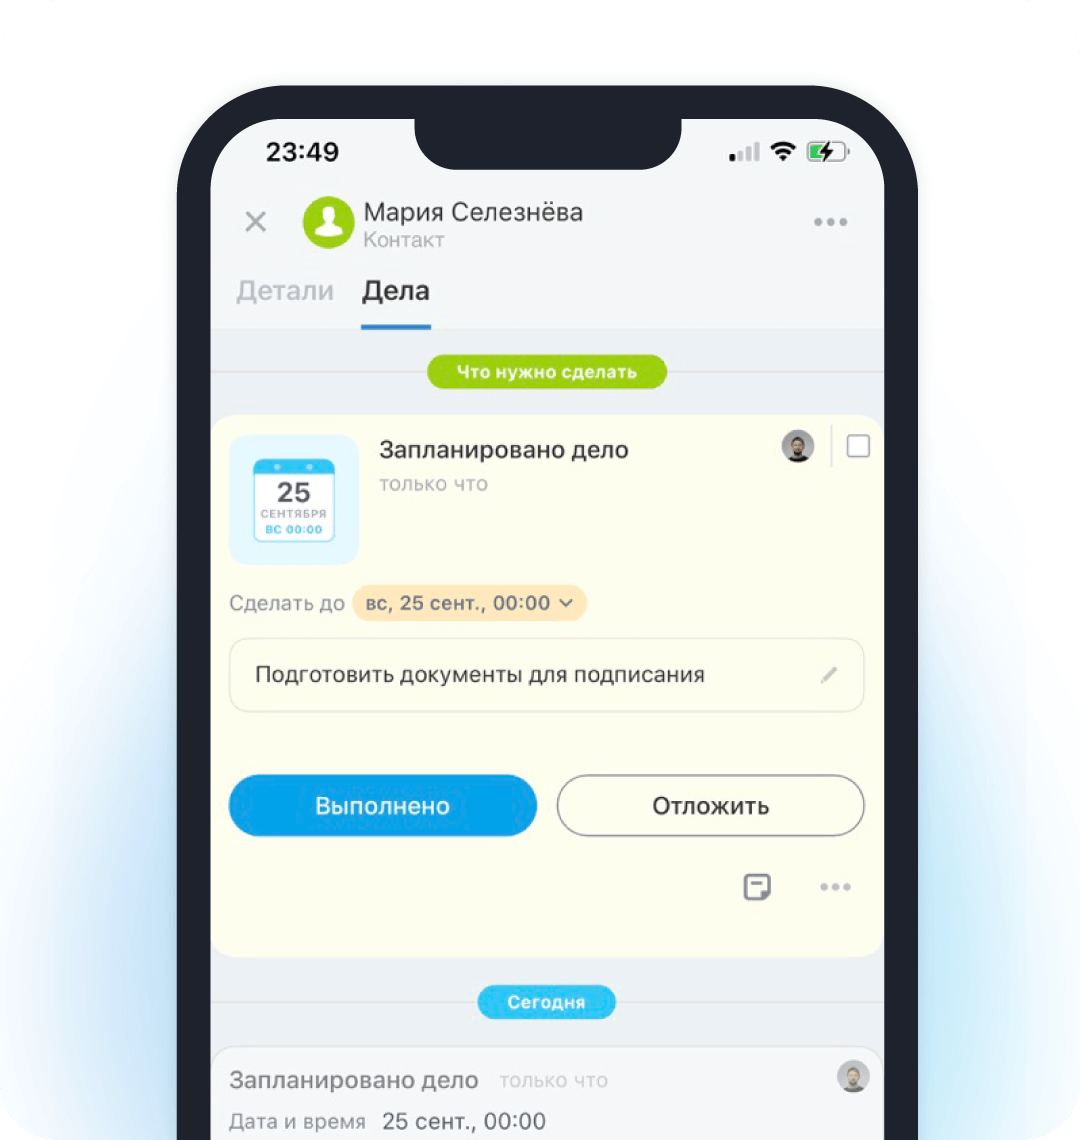 23:49
Мария Селезнёва
Контакт
Детали Дела
Что нужно сделать
Запланировано дело
только что
25
СЕНТЯБРЯ
ВС 00:00
Сделать до вс, 25 сент., 00:00
Подготовить документы для подписания
Выполнено Отложить
Сегодня
Запланировано дело только что
Дата и время 25 сент., 00:00